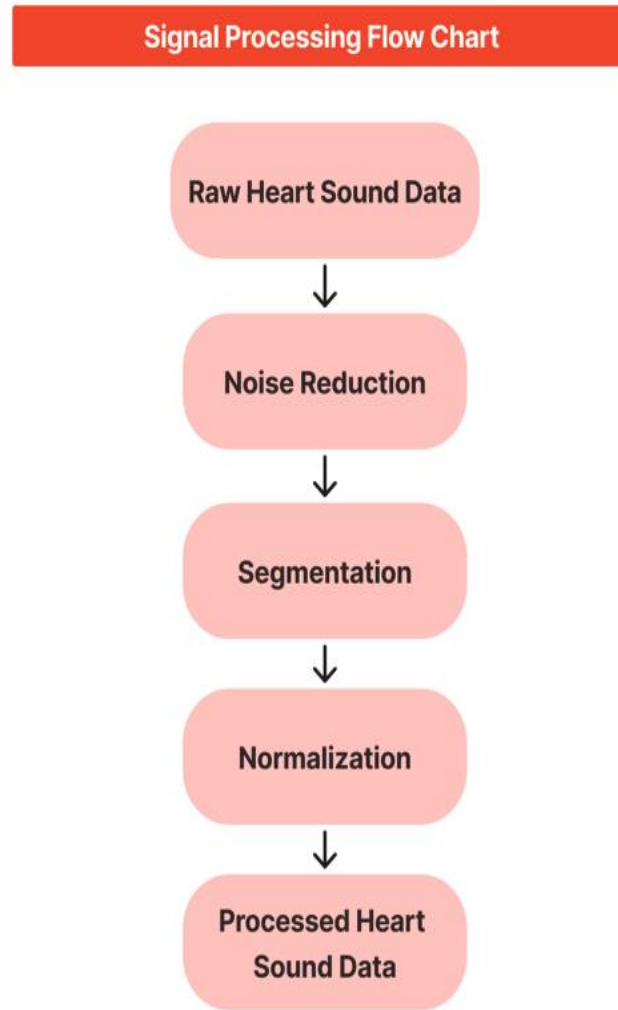 Signal Processing Flow Chart
Raw Heart Sound Data
Noise Reduction
Segmentation
Normalization
Processed Heart
Sound Data